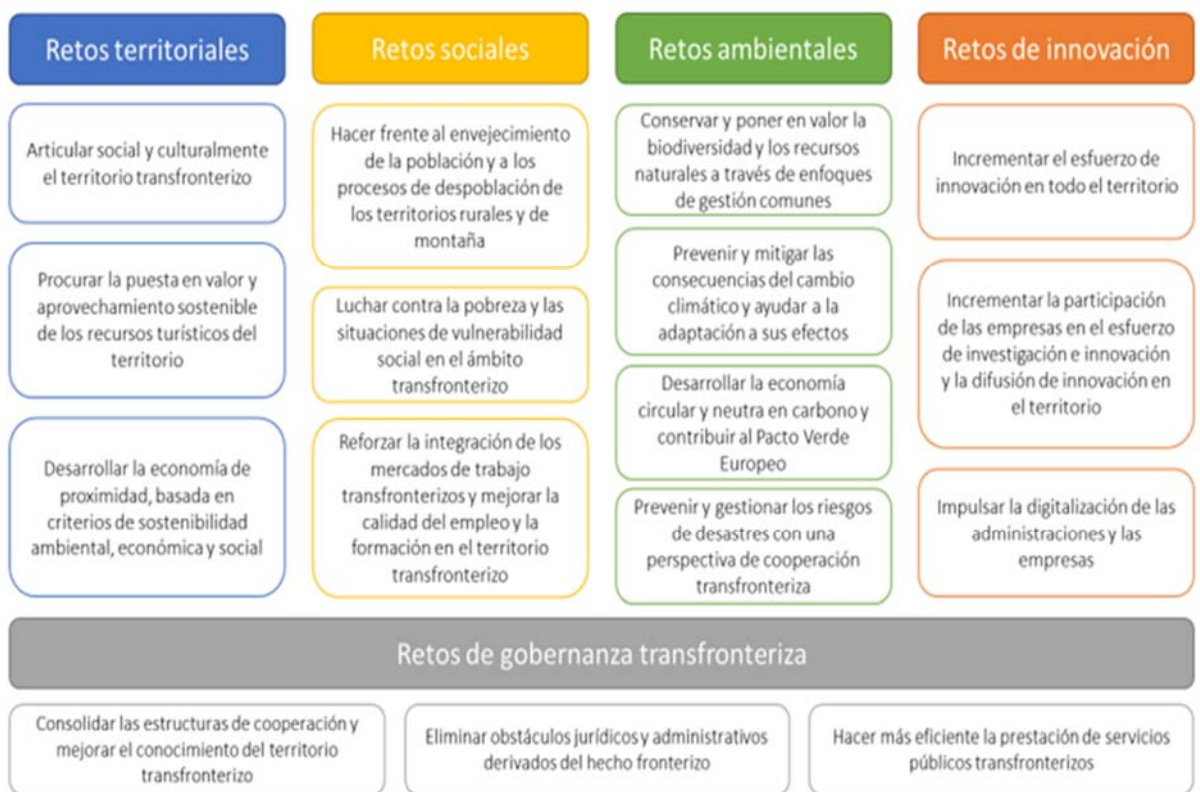 Retos territoriales
Articular social y culturalmente
el territorio transfronterizo
Procurar la puesta en valor y
aprovechamiento sostenible
de los recursos turísticos del
territorio
Desarrollar la economía de
proximidad, basada en
criterios de sostenibilidad
ambiental, económica y social
Retos sociales
Hacer frente al envejecimiento
de la población y a los
procesos de despoblación de
los territorios rurales y de
montaña
Luchar contra la pobreza y las
situaciones de vulnerabilidad
social en el ámbito
transfronterizo
Reforzar la integración de los
mercados de trabajo
transfronterizos y mejorar la
calidad del empleo y la
formación en el territorio
transfronterizo
Retos ambientales
Conservar y poner en valor la
biodiversidad y los recursos
naturales a través de enfoques
de gestión comunes
Prevenir y mitigar las
consecuencias del cambio
climático y ayudar a la
adaptación a sus efectos
Desarrollar la economía
circular y neutra en carbono y
contribuir al Pacto Verde
Europeo
Prevenir y gestionar los riesgos
de desastres con una
perspectiva de cooperación
transfronteriza
Retos de innovación
Incrementar el esfuerzo de
innovación en todo el territorio
Incrementar la participación
de las empresas en el esfuerzo
de investigación e innovación
y la difusión de innovación en
el territorio
Impulsar la digitalización de las
administraciones y las
empresas
Retos de gobernanza transfronteriza
Consolidar las estructuras de cooperación y
mejorar el conocimiento del territorio
transfronterizo
Eliminar obstáculos jurídicos y administrativos
derivados del hecho fronterizo
Hacer más eficiente la prestación de servicios
públicos transfronterizos